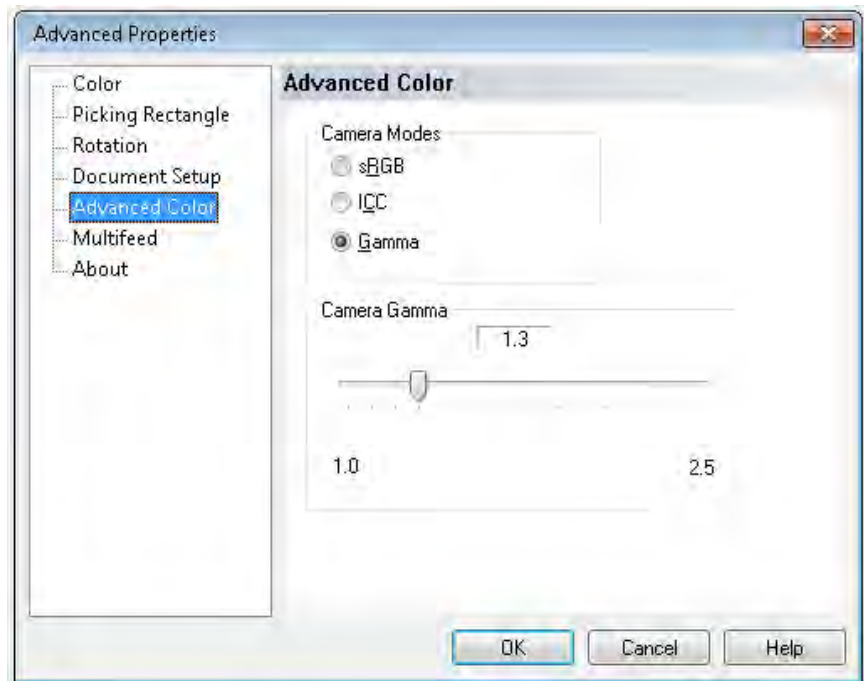 Advanced Properties
Color
Picking Rectangle
Rotation
Document Setup
Advanced Color
Multifeed
About
Advanced Color
Camera Modes
sRGB
ICC
Gamma
Camera Gamma
1.3
1.0 2.5
OK Cancel Help